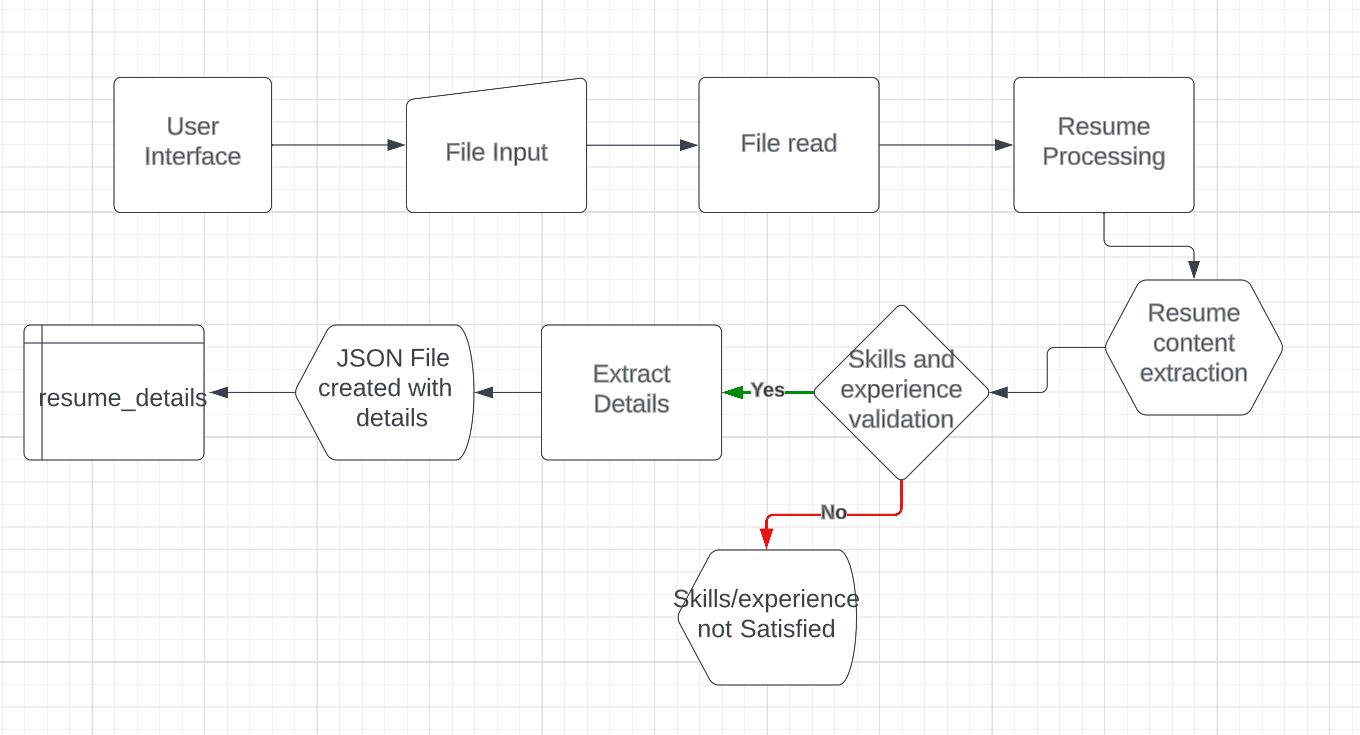 User
Interface
File Input
File read
Resume
Processing
Resume
content
extraction
Skills and
experience
validation
Yes
Extract
Details
JSON File
created with
details
resume_details
No
Skills/experience
not Satisfied